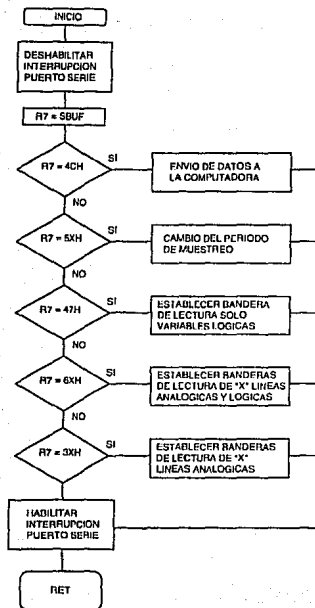 INICIO
DESHABILITAR
INTERRUPCION
PUERTO SERIE
R7 = SBUF
R7 = 4CH
SI
ENVIO DE DATOS A
LA COMPUTADORA
NO
R7 = 5XH
SI
CAMBIO DEL PERIODO
DE MUESTREO
NO
R7 = 47H
SI
ESTABLECER BANDERA
DE LECTURA SOLO
VARIABLES LOGICAS
NO
R7 = 6XH
SI
ESTABLECER BANDERAS
DE LECTURA DE "X" LINEAS
ANALOGICAS Y LOGICAS
NO
R7 = 3XH
SI
ESTABLECER BANDERAS
DE LECTURA DE "X"
LINEAS ANALOGICAS
HABILITAR
INTERRUPCION
PUERTO SERIE
RET